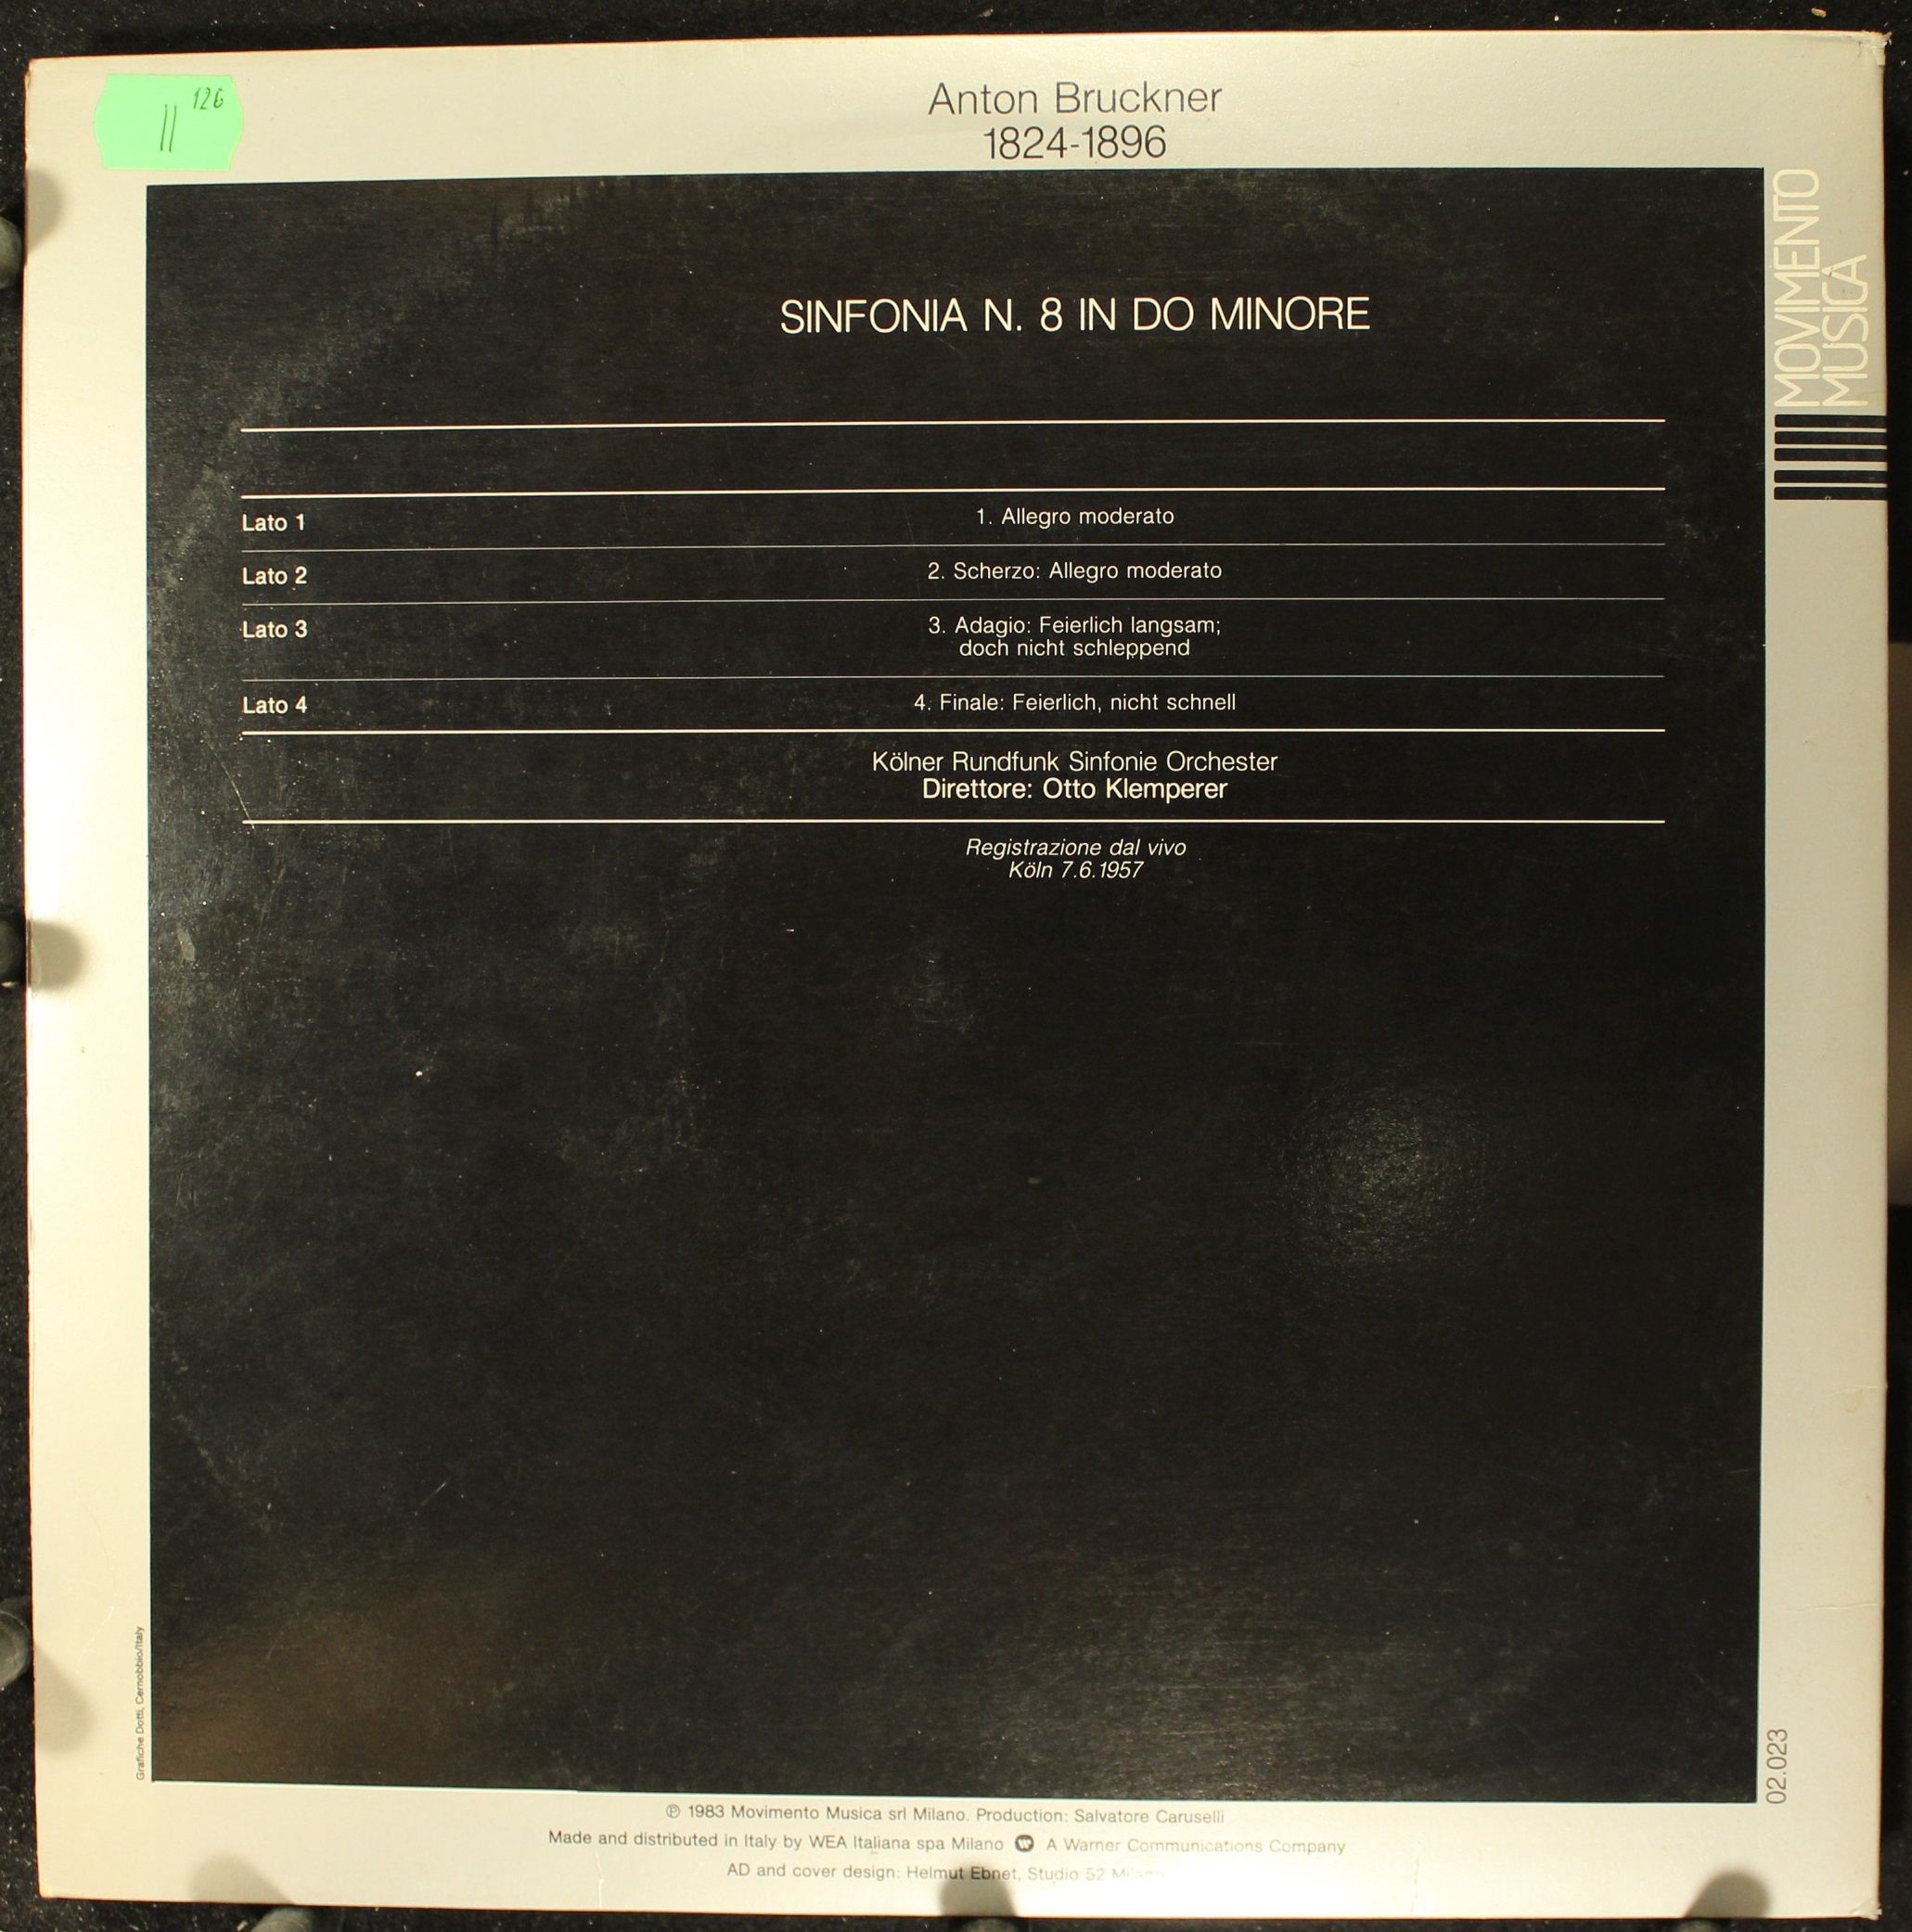 126
11
Anton Bruckner
1824-1896
MOVIMENTO
MUSICA
SINFONIA N. 8 IN DO MINORE
Lato 1
1. Allegro moderato
Lato 2
2. Scherzo: Allegro moderato
Lato 3
3. Adagio: Feierlich langsam;
doch nicht schleppend
Lato 4
4. Finale: Feierlich, nicht schnell
Kölner Rundfunk Sinfonie Orchester
Direttore: Otto Klemperer
Registrazione dal vivo
Köln 7.6.1957
Grafiche Dotti, Cernobbio/Italy
02.023
℗ 1983 Movimento Musica srl Milano. Production: Salvatore Caruselli
Made and distributed in Italy by WEA Italiana spa Milano A Warner Communications Company
AD and cover design: Helmut Ebnet, Studio 52 Milano